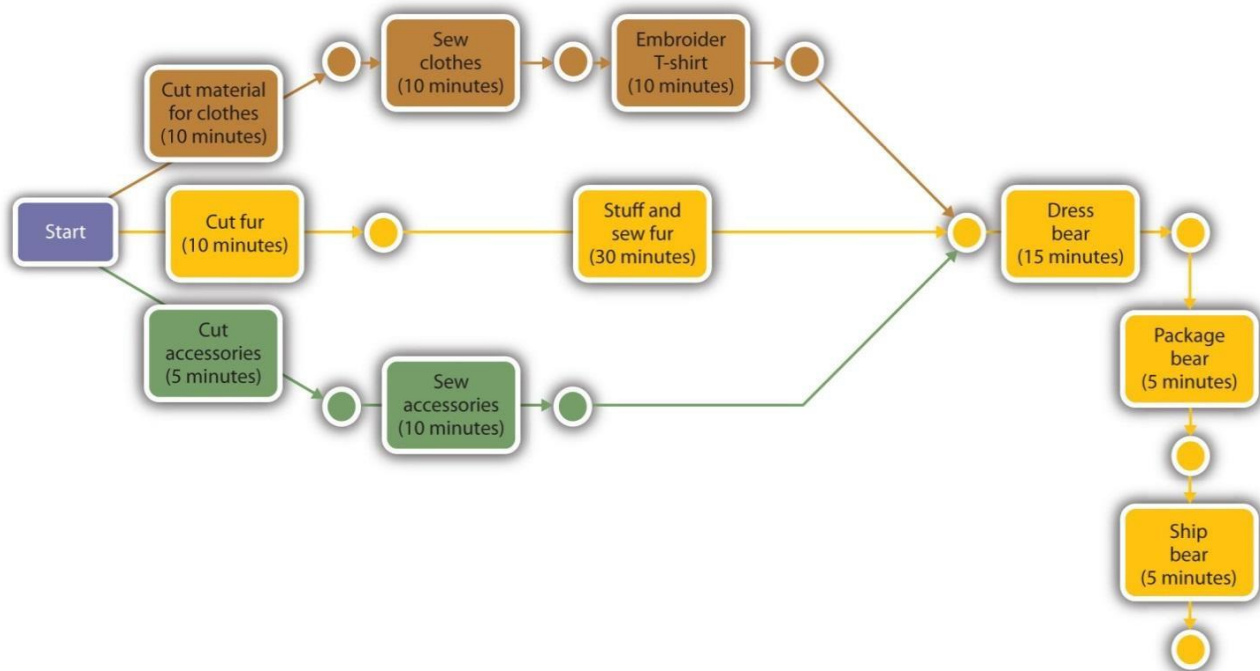 Sew
clothes
(10 minutes)
Embroider
T-shirt
(10 minutes)
Cut material
for clothes
(10 minutes)
Start
Cut fur
(10 minutes)
Stuff and
sew fur
(30 minutes)
Dress
bear
(15 minutes)
Cut
accessories
(5 minutes)
Sew
accessories
(10 minutes)
Package
bear
(5 minutes)
Ship
bear
(5 minutes)